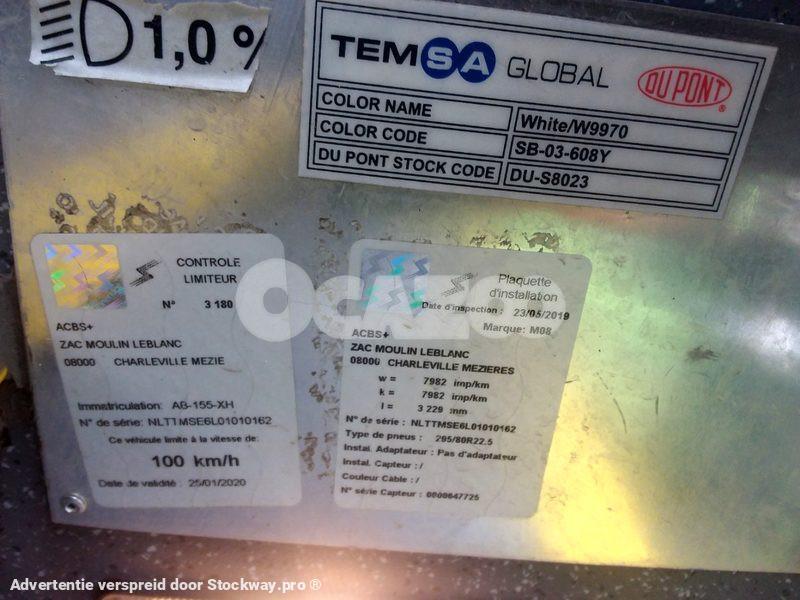 1,0 %
TEMSA GLOBAL DU PONT ®
COLOR NAME White/W9970
COLOR CODE SB-03-608Y
DU PONT STOCK CODE DU-S8023
CONTROLE
LIMITEUR
N° 3 180
ACBS+
ZAC MOULIN LEBLANC
08000 CHARLEVILLE MEZIE
Immatriculation: AB-155-XH
N° de série: NLTTMSE6L01010162
Ce véhicule limité à la vitesse de:
100 km/h
Date de validité : 25/01/2020
Plaquette
d'installation
Date d'inspection : 23/05/2019
Marque: M08
ACBS+
ZAC MOULIN LEBLANC
08000 CHARLEVILLE MEZIERES
w = 7982 imp/km
k = 7982 imp/km
l = 3 229 mm
N° de série : NLTTMSE6L01010162
Type de pneus : 295/80R22.5
Instal. Adaptateur : Pas d'adaptateur
Instal. Capteur : /
Couleur Câble : /
N° série Capteur : 0800647725
OCAZOO
Advertentie verspreid door Stockway.pro ®